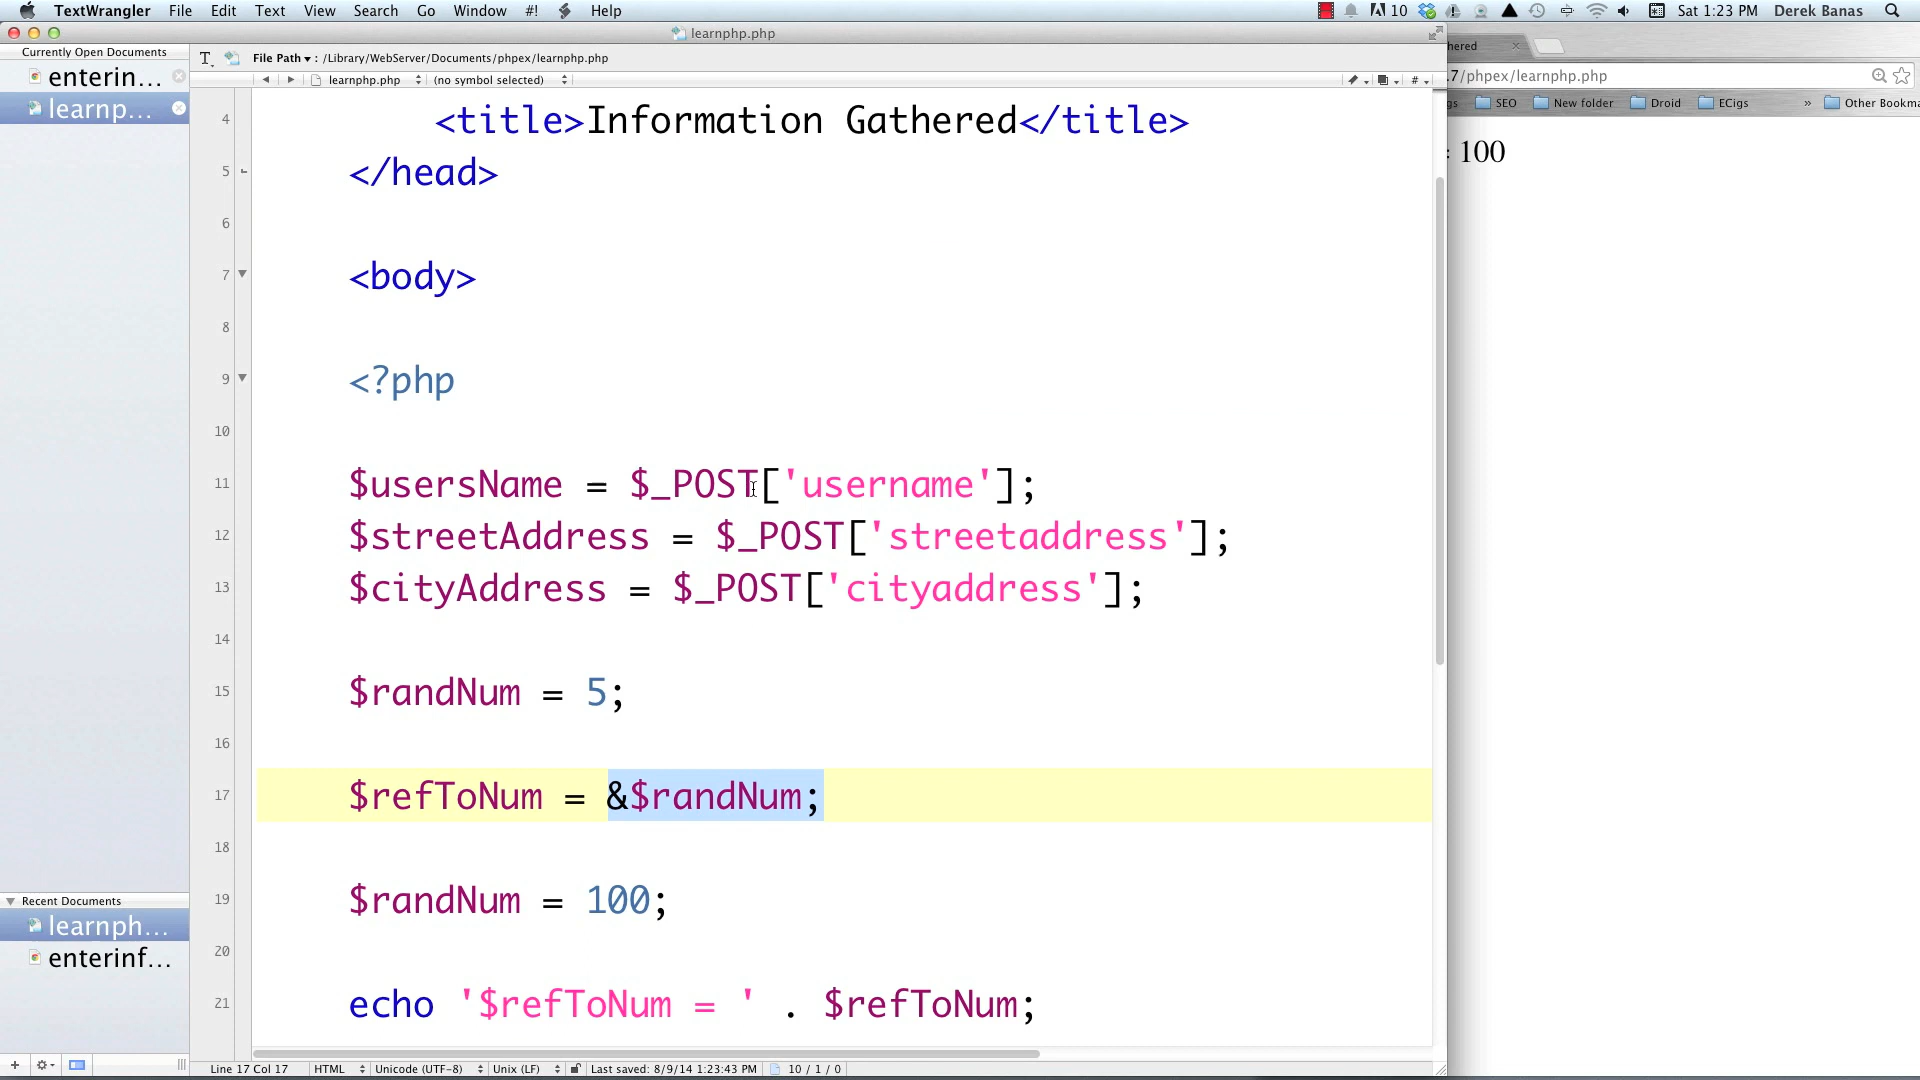 TextWrangler File Edit Text View Search Go Window #! Help 10 Sat 1:23 PM Derek Banas
learnphp.php
Currently Open Documents
enterin...
learnp...
File Path : /Library/WebServer/Documents/phpex/learnphp.php
learnphp.php (no symbol selected) #
hered
.7/phpex/learnphp.php
gs SEO New folder Droid ECigs » Other Bookma
: 100
4 <title>Information Gathered</title>
5 </head>
6
7 <body>
8
9 <?php
10
11 $usersName = $_POST['username'];
12 $streetAddress = $_POST['streetaddress'];
13 $cityAddress = $_POST['cityaddress'];
14
15 $randNum = 5;
16
17 $refToNum = &$randNum;
18
19 $randNum = 100;
20
21 echo '$refToNum = ' . $refToNum;
Recent Documents
learnph...
enterinf...
Line 17 Col 17 HTML Unicode (UTF-8) Unix (LF) Last saved: 8/9/14 1:23:43 PM 10 / 1 / 0